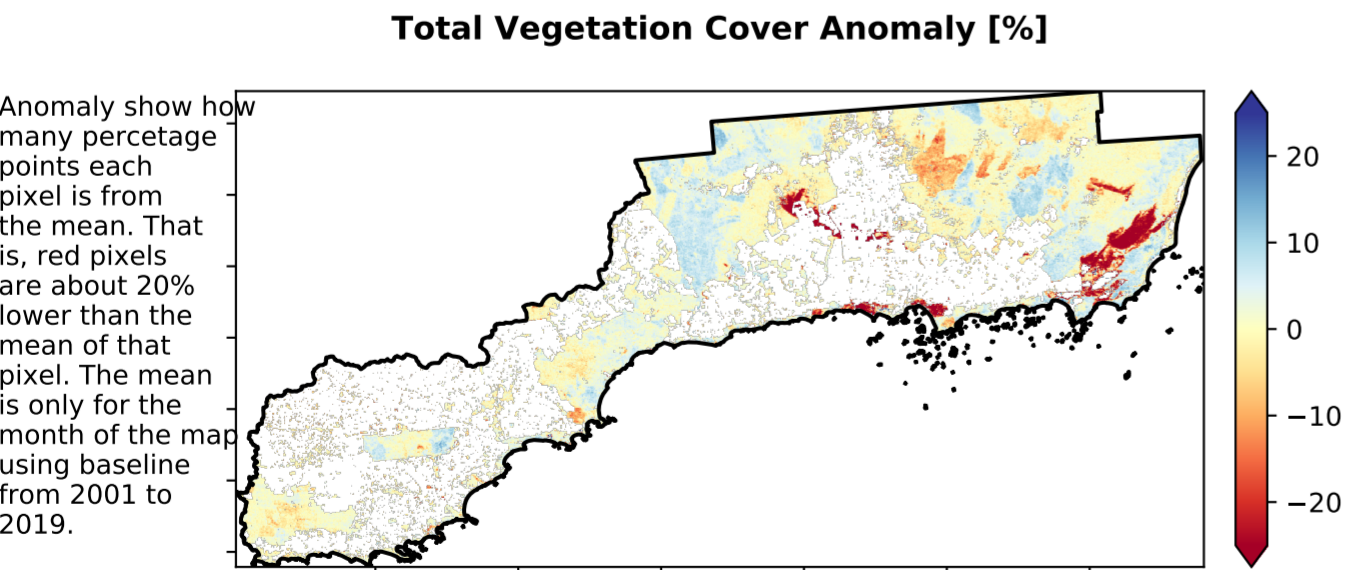 Total Vegetation Cover Anomaly [%]
Anomaly show how
many percetage
points each
pixel is from
the mean. That
is, red pixels
are about 20%
lower than the
mean of that
pixel. The mean
is only for the
month of the map
using baseline
from 2001 to
2019.
20
10
0
−10
−20